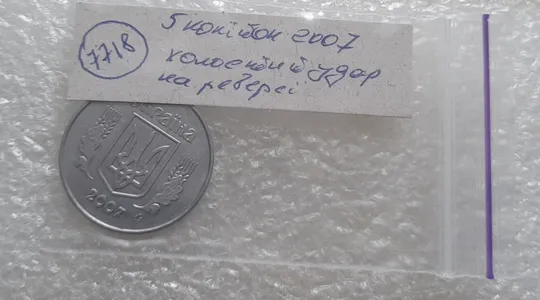 7718
5 копійок 2007
холостий удар
на реверсі
Україна
2007